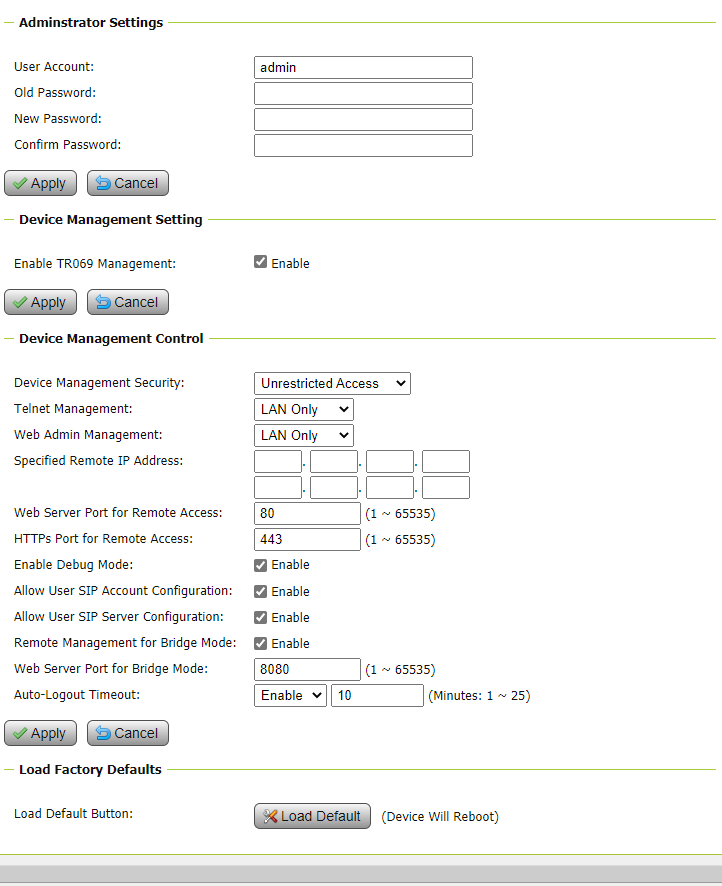 Adminstrator Settings
User Account: admin
Old Password:
New Password:
Confirm Password:
Apply Cancel
Device Management Setting
Enable TR069 Management: Enable
Apply Cancel
Device Management Control
Device Management Security: Unrestricted Access
Telnet Management: LAN Only
Web Admin Management: LAN Only
Specified Remote IP Address: . . .
. . .
Web Server Port for Remote Access: 80 (1 ~ 65535)
HTTPs Port for Remote Access: 443 (1 ~ 65535)
Enable Debug Mode: Enable
Allow User SIP Account Configuration: Enable
Allow User SIP Server Configuration: Enable
Remote Management for Bridge Mode: Enable
Web Server Port for Bridge Mode: 8080 (1 ~ 65535)
Auto-Logout Timeout: Enable 10 (Minutes: 1 ~ 25)
Apply Cancel
Load Factory Defaults
Load Default Button: Load Default (Device Will Reboot)